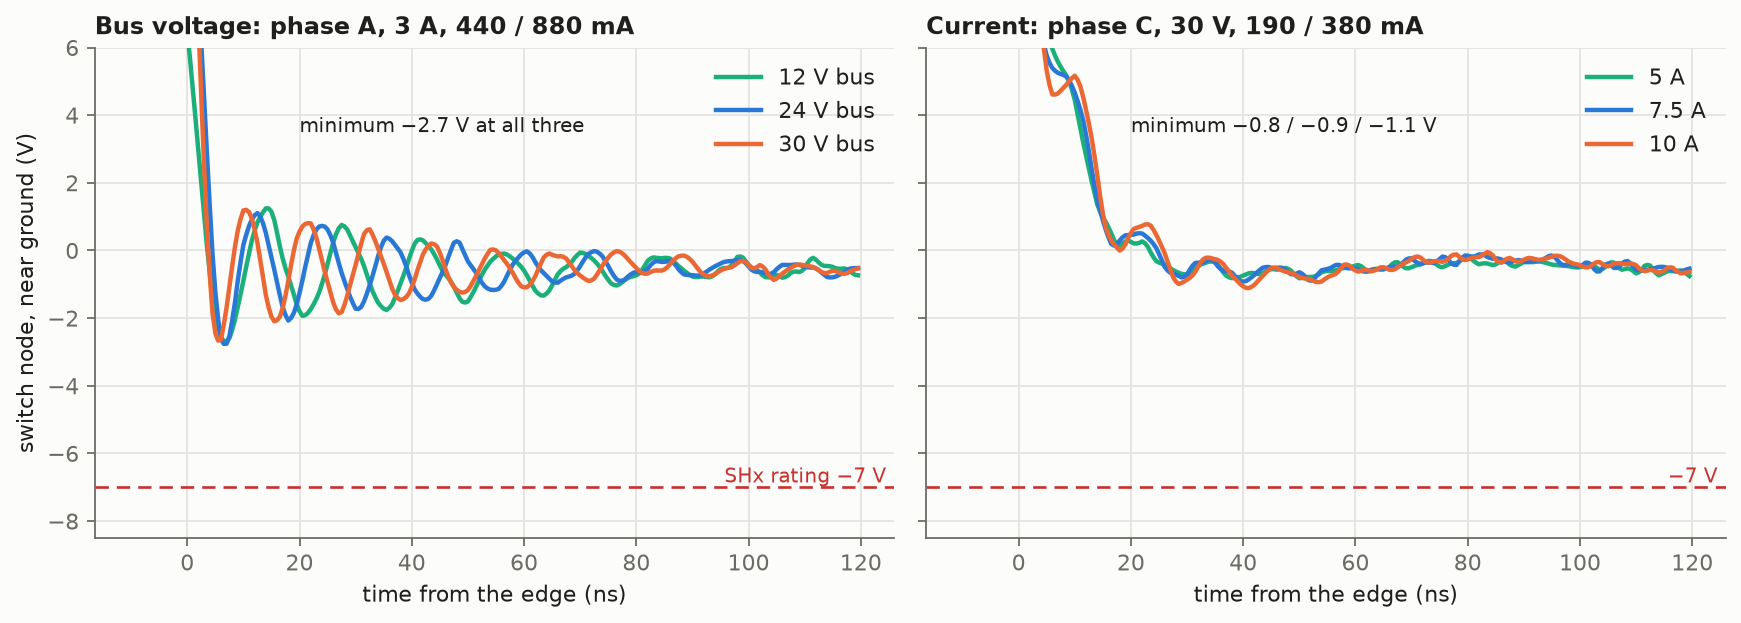 Bus voltage: phase A, 3 A, 440 / 880 mA
switch node, near ground (V)
6
4
2
0
−2
−4
−6
−8
12 V bus
24 V bus
30 V bus
minimum −2.7 V at all three
SHx rating −7 V
0 20 40 60 80 100 120
time from the edge (ns)
Current: phase C, 30 V, 190 / 380 mA
5 A
7.5 A
10 A
minimum −0.8 / −0.9 / −1.1 V
−7 V
0 20 40 60 80 100 120
time from the edge (ns)